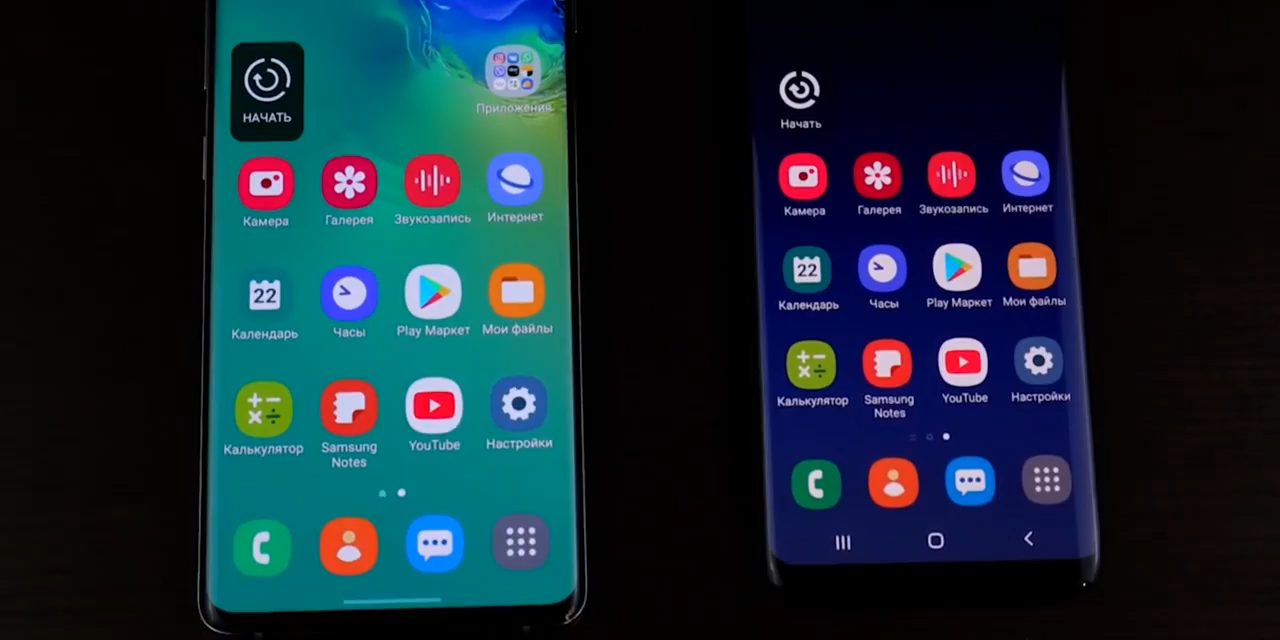 НАЧАТЬ
Приложения
Камера
Галерея
Звукозапись
Интернет
22
Календарь
Часы
Play Маркет
Мои файлы
Калькулятор
Samsung
Notes
YouTube
Настройки
Начать
Камера
Галерея
Звукозапись
Интернет
22
Календарь
Часы
Play Маркет
Мои файлы
Калькулятор
Samsung
Notes
YouTube
Настройки